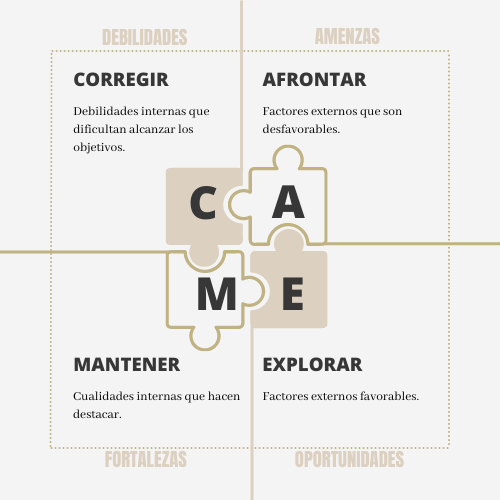 DEBILIDADES
AMENZAS
CORREGIR
Debilidades internas que
dificultan alcanzar los
objetivos.
AFRONTAR
Factores externos que son
desfavorables.
C
A
M
E
MANTENER
Cualidades internas que hacen
destacar.
EXPLORAR
Factores externos favorables.
FORTALEZAS
OPORTUNIDADES